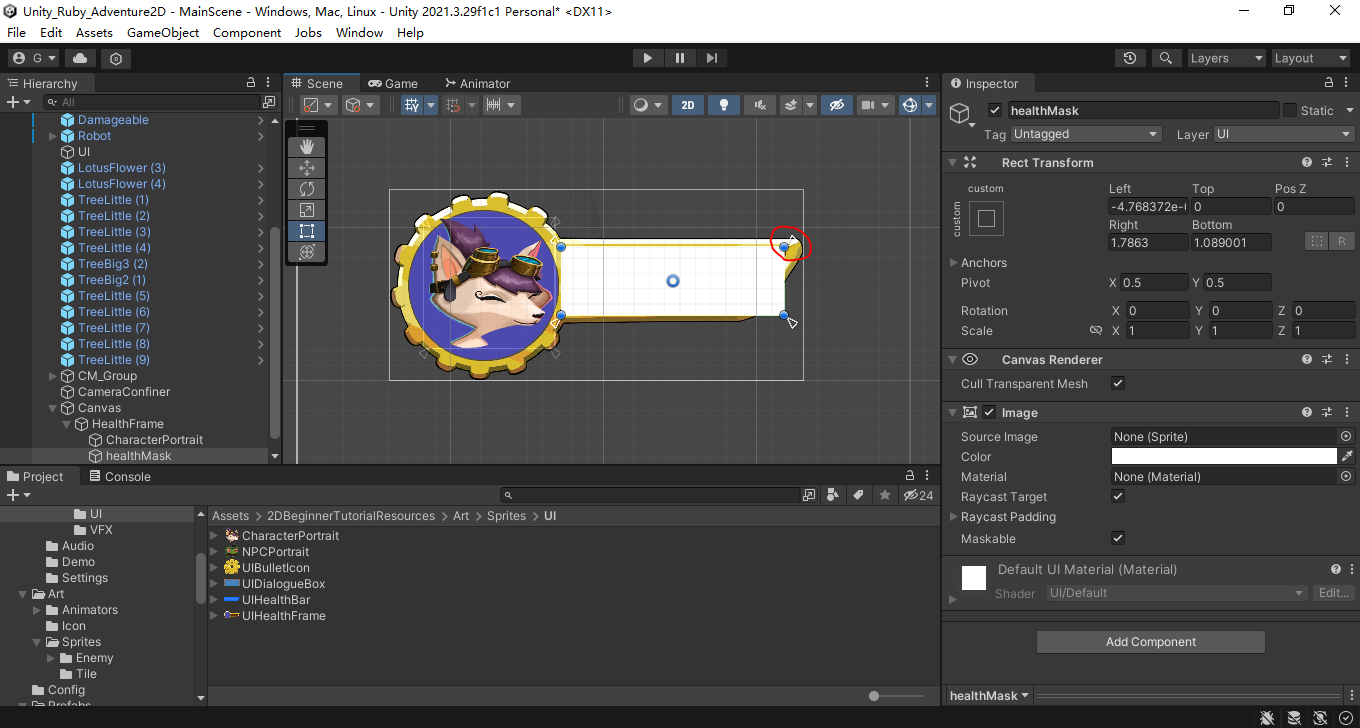 Unity_Ruby_Adventure2D - MainScene - Windows, Mac, Linux - Unity 2021.3.29f1c1 Personal* <DX11>
File Edit Assets GameObject Component Jobs Window Help
G Layers Layout
Hierarchy
All
Damageable
Robot
UI
LotusFlower (3)
LotusFlower (4)
TreeLittle (1)
TreeLittle (2)
TreeLittle (3)
TreeLittle (4)
TreeBig3 (2)
TreeBig2 (1)
TreeLittle (5)
TreeLittle (6)
TreeLittle (7)
TreeLittle (8)
TreeLittle (9)
CM_Group
CameraConfiner
Canvas
HealthFrame
CharacterPortrait
healthMask
Scene Game Animator
2D
Inspector
healthMask Static
Tag Untagged Layer UI
Rect Transform
custom Left Top Pos Z
custom -4.768372e-( 0 0
Right Bottom
1.7863 1.089001 R
Anchors
Pivot X 0.5 Y 0.5
Rotation X 0 Y 0 Z 0
Scale X 1 Y 1 Z 1
Canvas Renderer
Cull Transparent Mesh
Image
Source Image None (Sprite)
Color
Material None (Material)
Raycast Target
Raycast Padding
Maskable
Default UI Material (Material)
Shader UI/Default Edit...
Add Component
healthMask
Project Console
24
UI
VFX
Audio
Demo
Settings
Art
Animators
Icon
Sprites
Enemy
Tile
Config
Prefabs
Assets > 2DBeginnerTutorialResources > Art > Sprites > UI
CharacterPortrait
NPCPortrait
UIBulletIcon
UIDialogueBox
UIHealthBar
UIHealthFrame